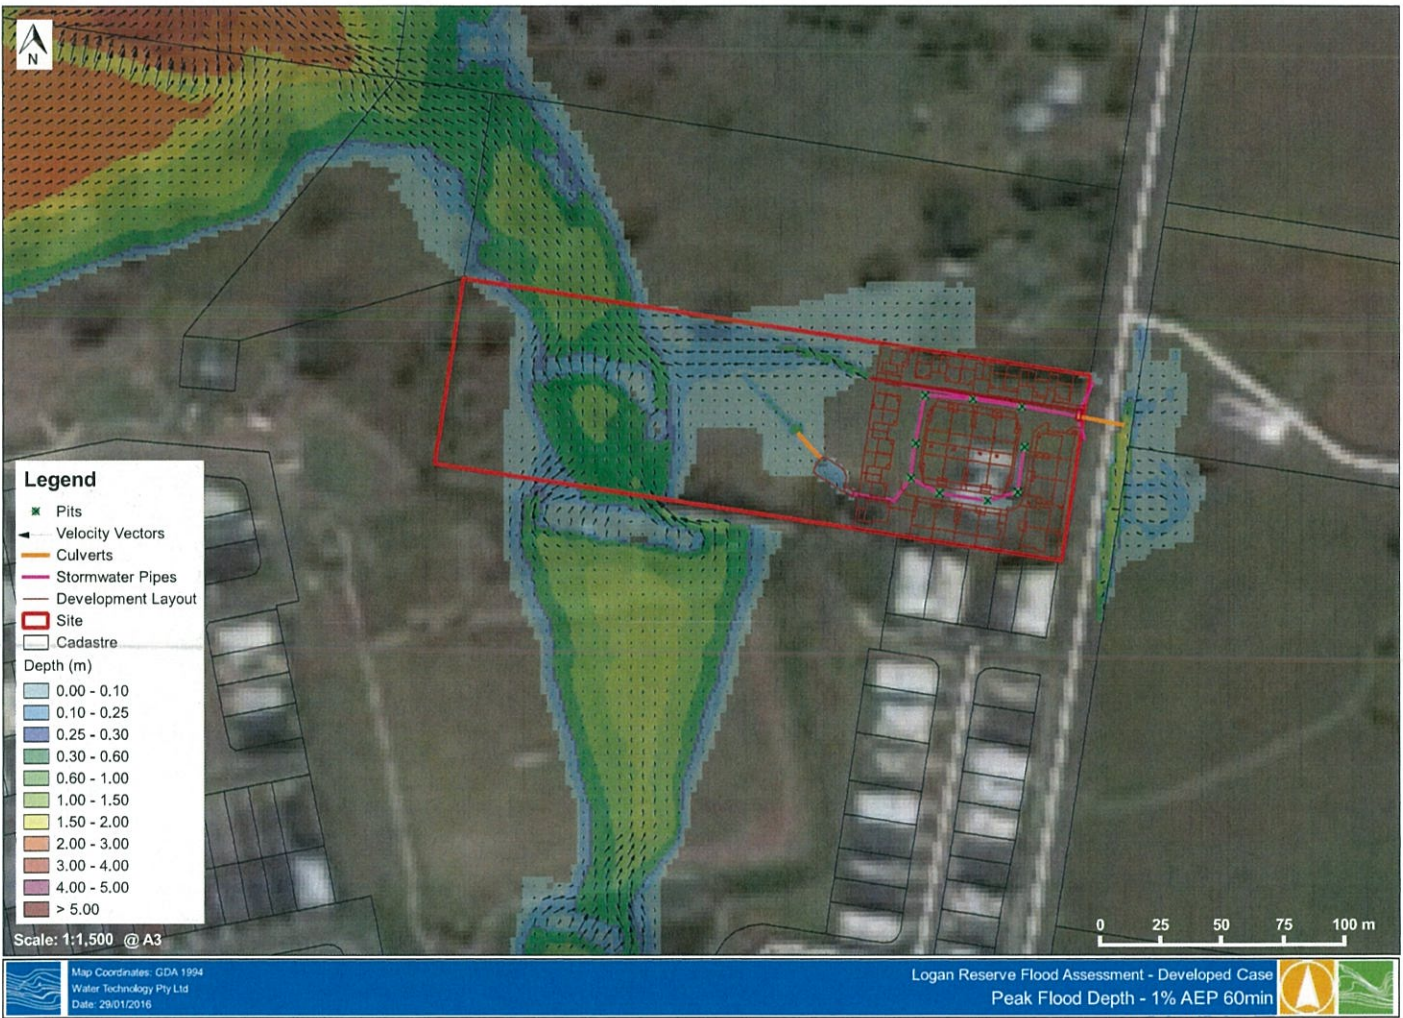 N
Legend
Pits
Velocity Vectors
Culverts
Stormwater Pipes
Development Layout
Site
Cadastre
Depth (m)
0.00 - 0.10
0.10 - 0.25
0.25 - 0.30
0.30 - 0.60
0.60 - 1.00
1.00 - 1.50
1.50 - 2.00
2.00 - 3.00
3.00 - 4.00
4.00 - 5.00
> 5.00
Scale: 1:1,500 @ A3
0 25 50 75 100 m
Map Coordinates: GDA 1994
Water Technology Pty Ltd
Date: 29/01/2016
Logan Reserve Flood Assessment - Developed Case
Peak Flood Depth - 1% AEP 60min